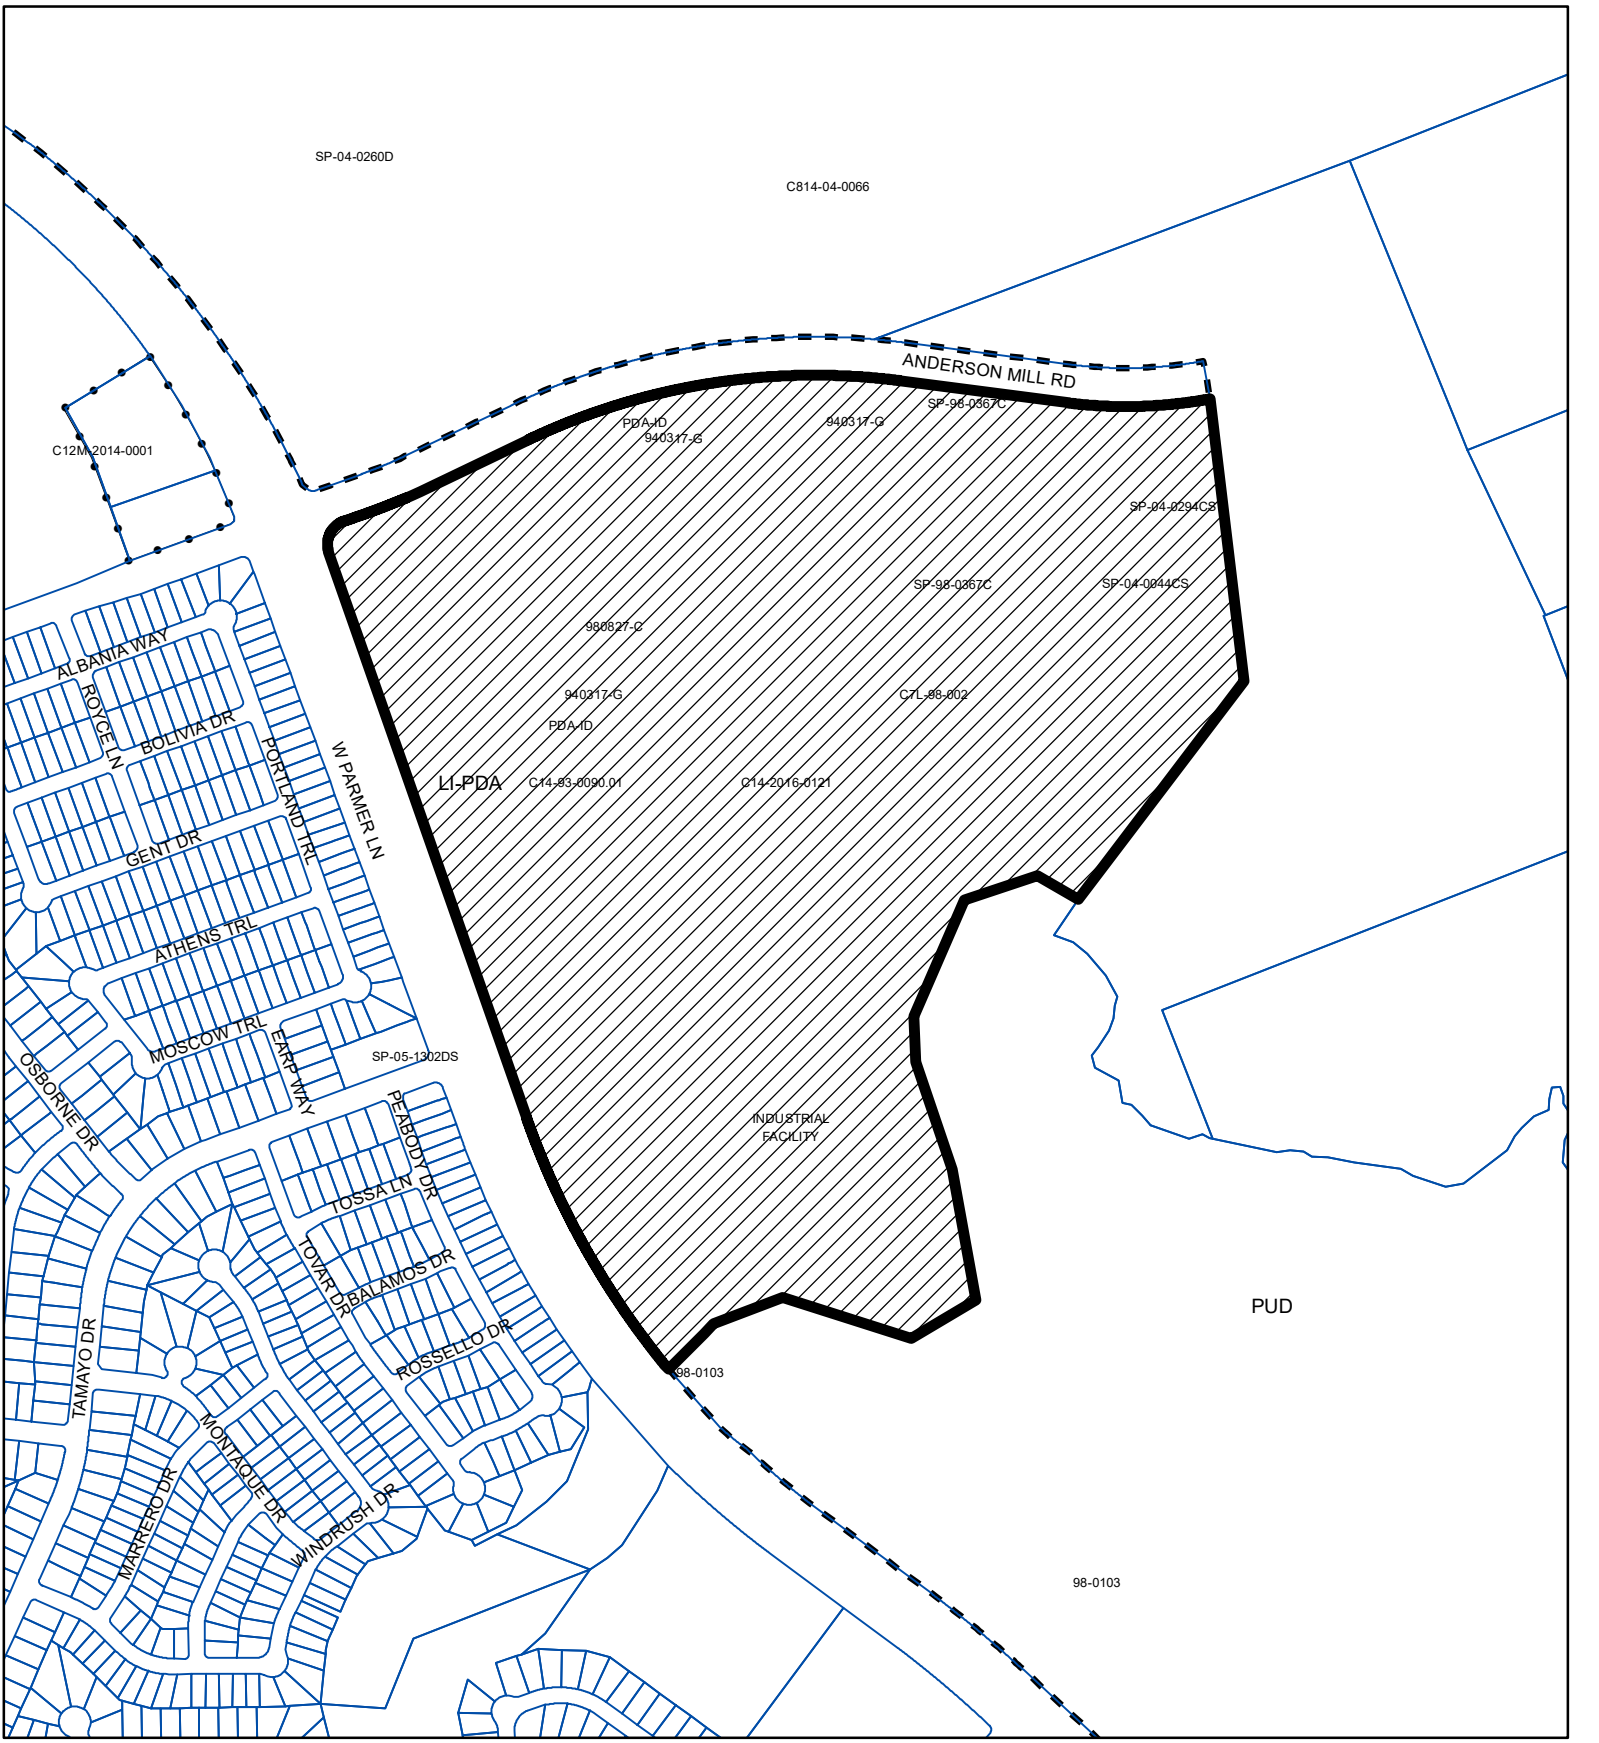 SP-04-0260D
C814-04-0066
ANDERSON MILL RD
SP-98-0367C
PDA-ID
940317-G
940317-G
C12M-2014-0001
SP-04-0294CS
SP-98-0367C
SP-04-0044CS
980827-C
ALBANIA WAY
ROYCE LN
BOLIVIA DR
940317-G
C7L-98-002
PDA-ID
PORTLAND TRL
W PARMER LN
LI-PDA
C14-93-0090.01
C14-2016-0121
GENT DR
ATHENS TRL
MOSCOW TRL
EARP WAY
SP-05-1302DS
OSBORNE DR
PEABODY DR
INDUSTRIAL
FACILITY
TOSSA LN
TOVAR DR
BALAMOS DR
PUD
ROSSELLO DR
TAMAYO DR
98-0103
MONTAQUE DR
MARRERO DR
WINDRUSH DR
98-0103